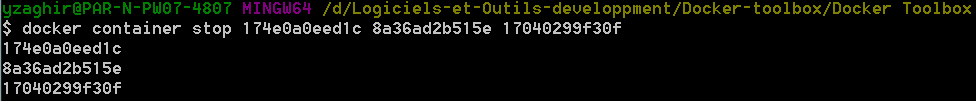 yzaghir@PAR-N-PW07-4807 MINGW64 /d/Logiciels-et-Outils-developpment/Docker-toolbox/Docker Toolbox
$ docker container stop 174e0a0eed1c 8a36ad2b515e 17040299f30f
174e0a0eed1c
8a36ad2b515e
17040299f30f